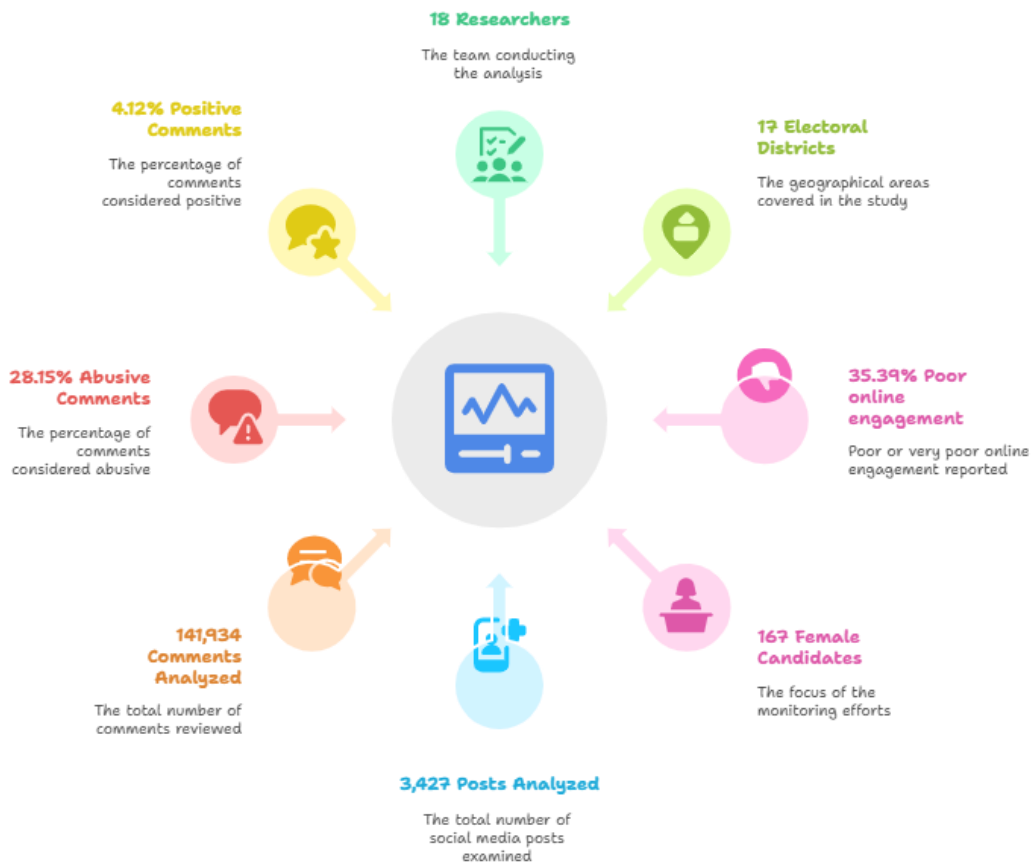 18 Researchers
The team conducting
the analysis
4.12% Positive
Comments
The percentage of
comments
considered positive
17 Electoral
Districts
The geographical areas
covered in the study
28.15% Abusive
Comments
The percentage of
comments
considered abusive
35.39% Poor
online
engagement
Poor or very poor online
engagement reported
141,934
Comments
Analyzed
The total number of
comments reviewed
167 Female
Candidates
The focus of the
monitoring efforts
3,427 Posts Analyzed
The total number of
social media posts
examined